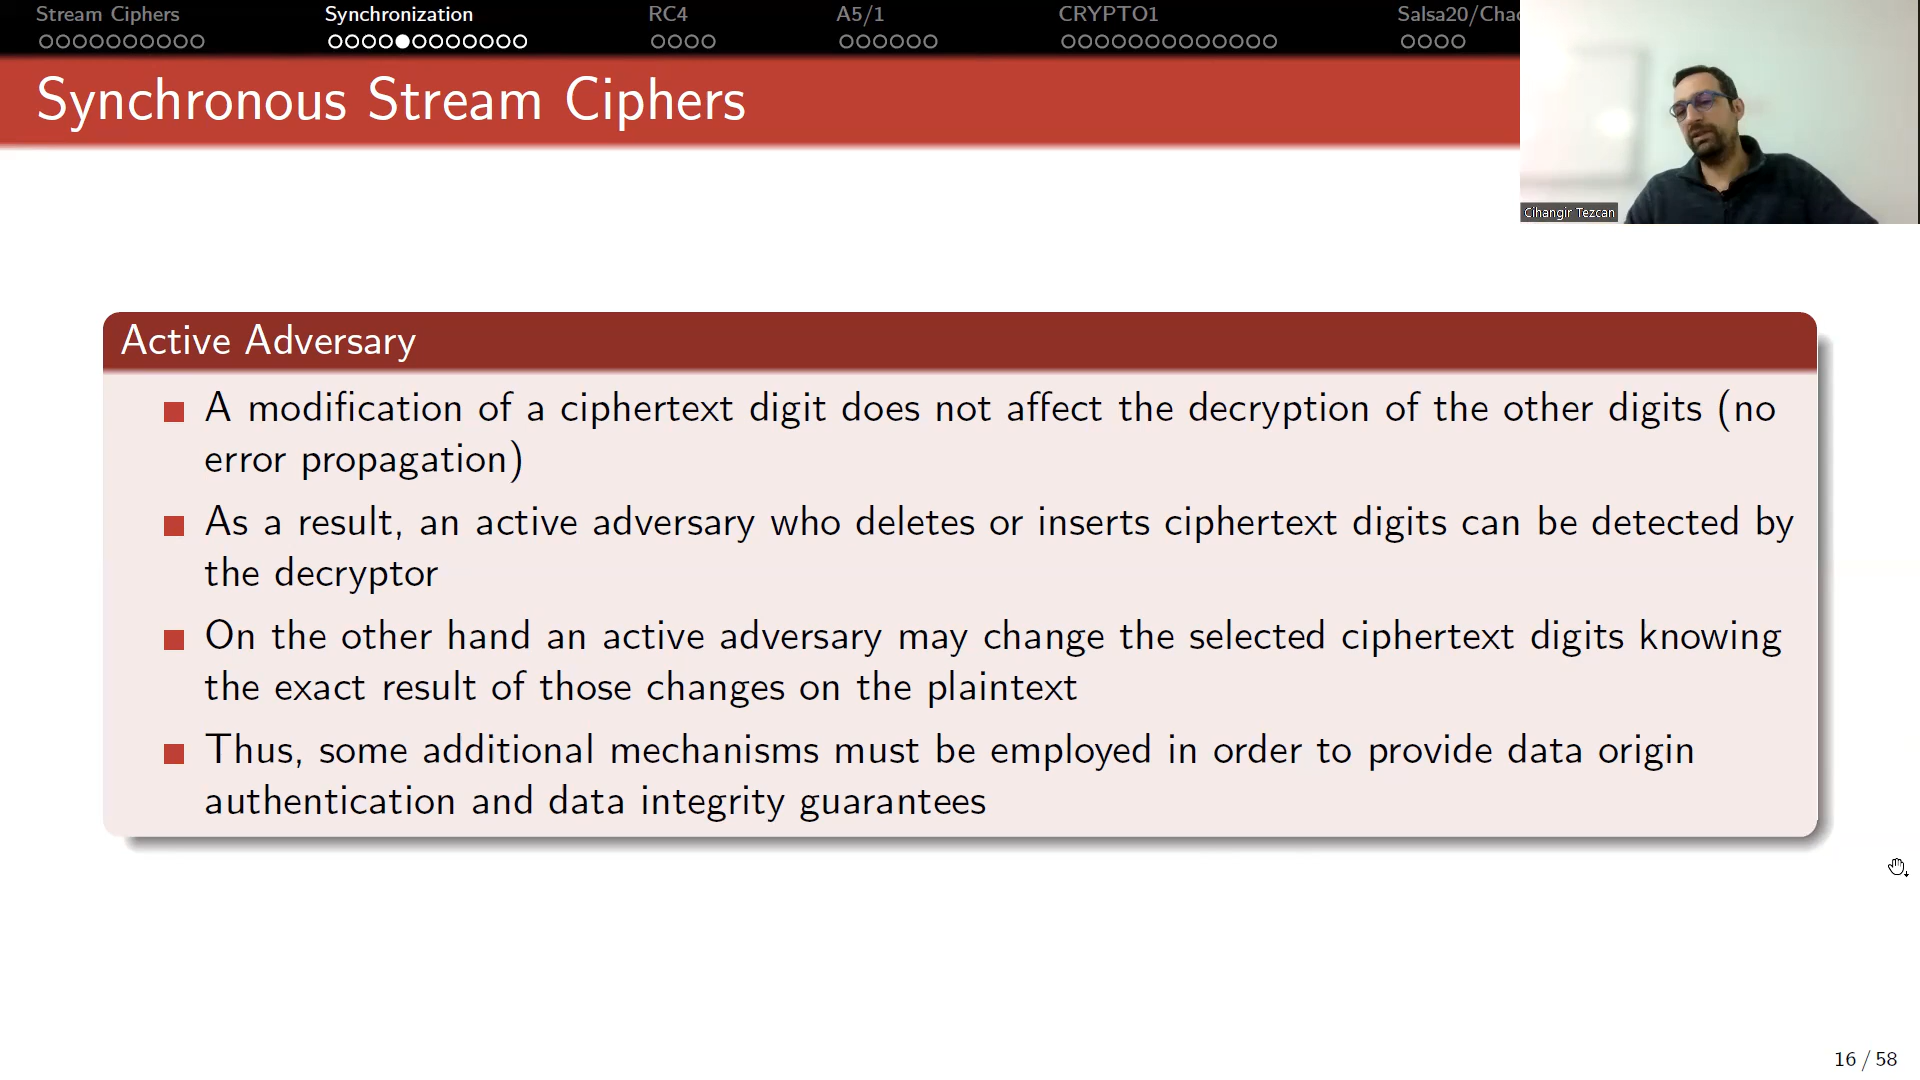 Stream Ciphers
Synchronization
RC4
A5/1
CRYPTO1
Salsa20/Chac
Synchronous Stream Ciphers
Cihangir Tezcan
Active Adversary
A modification of a ciphertext digit does not affect the decryption of the other digits (no
error propagation)
As a result, an active adversary who deletes or inserts ciphertext digits can be detected by
the decryptor
On the other hand an active adversary may change the selected ciphertext digits knowing
the exact result of those changes on the plaintext
Thus, some additional mechanisms must be employed in order to provide data origin
authentication and data integrity guarantees
16 / 58